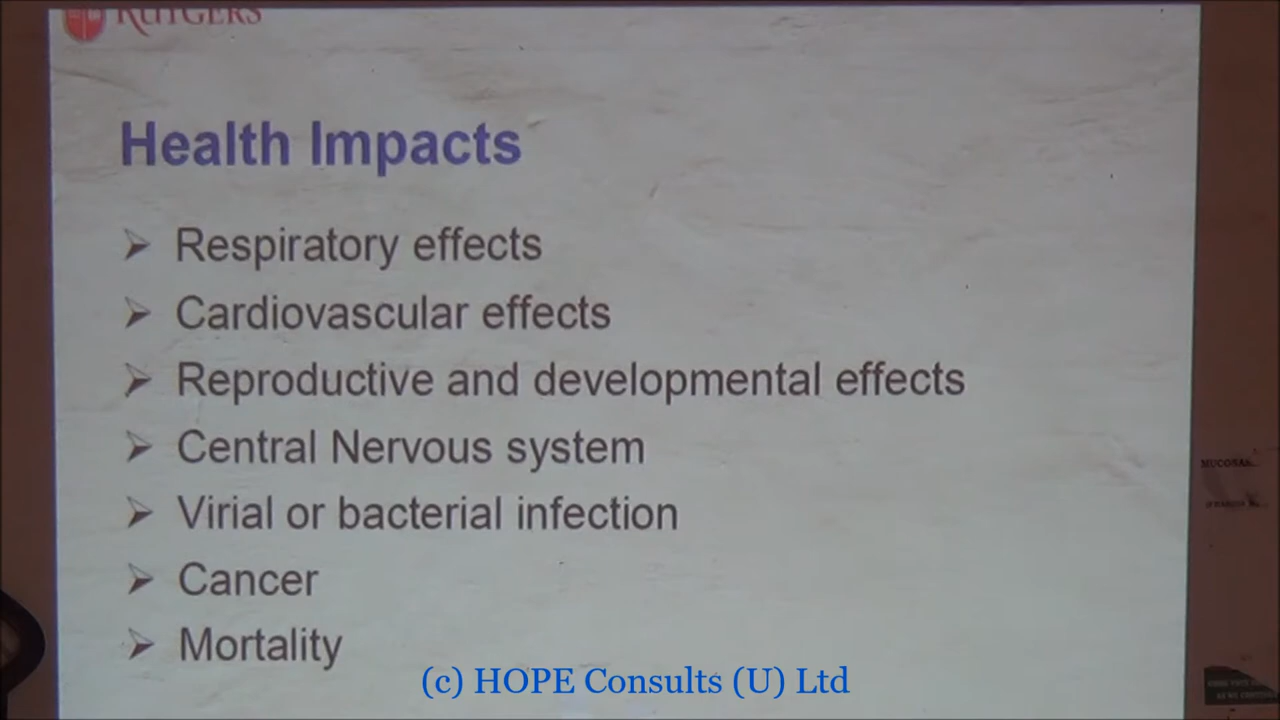 RUTGERS
Health Impacts
➢ Respiratory effects
➢ Cardiovascular effects
➢ Reproductive and developmental effects
➢ Central Nervous system
➢ Virial or bacterial infection
➢ Cancer
➢ Mortality
(c) HOPE Consults (U) Ltd